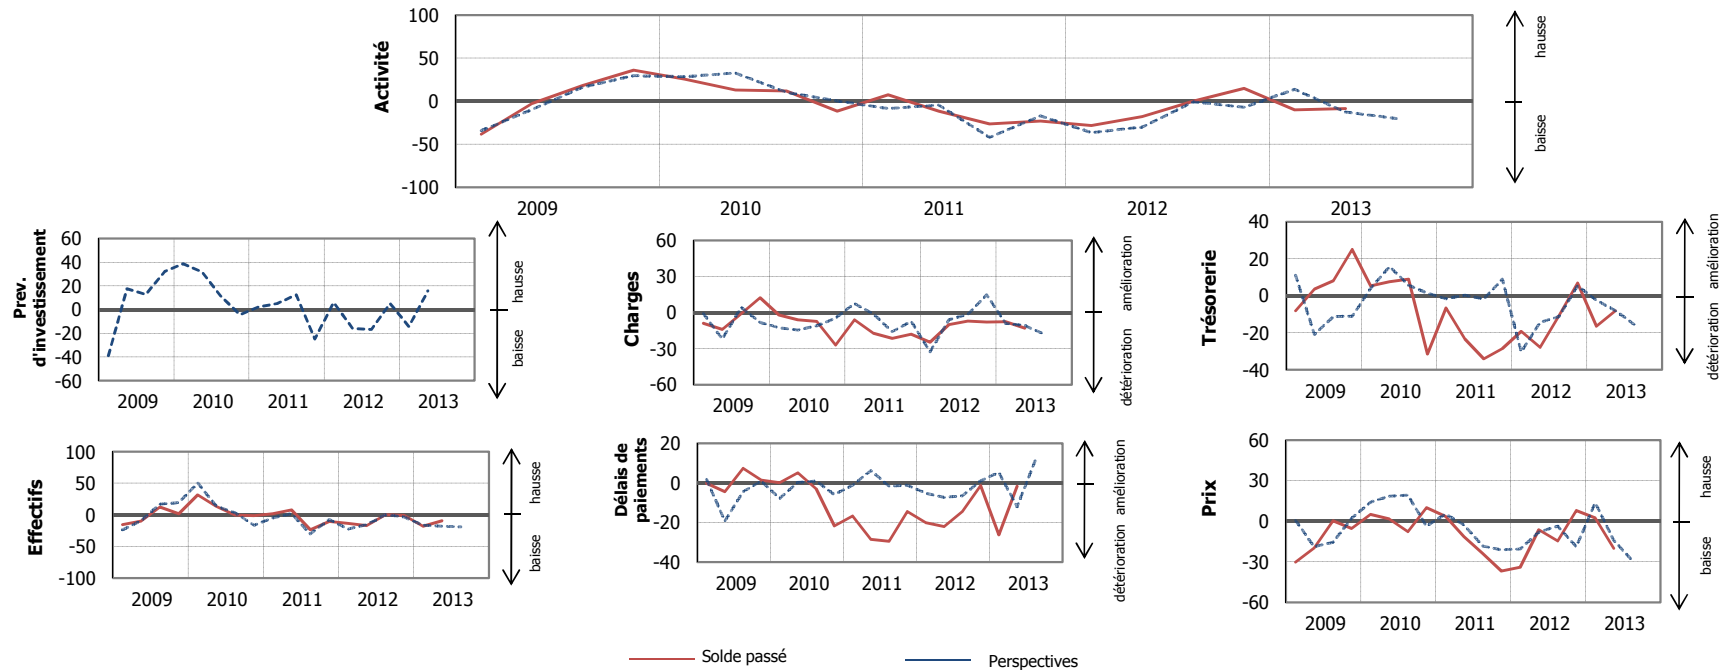 100
50
0
-50
-100
Activité
hausse
baisse
2009 2010 2011 2012 2013
60
40
20
0
-20
-40
-60
Prev.
d'investissement
hausse
baisse
2009 2010 2011 2012 2013
60
30
0
-30
-60
Charges
amélioration
détérioration
2009 2010 2011 2012 2013
40
20
0
-20
-40
Trésorerie
amélioration
détérioration
2009 2010 2011 2012 2013
100
50
0
-50
-100
Effectifs
hausse
baisse
2009 2010 2011 2012 2013
20
0
-20
-40
Délais de
paiements
amélioration
détérioration
2009 2010 2011 2012 2013
60
30
0
-30
-60
Prix
hausse
baisse
2009 2010 2011 2012 2013
Solde passé
Perspectives